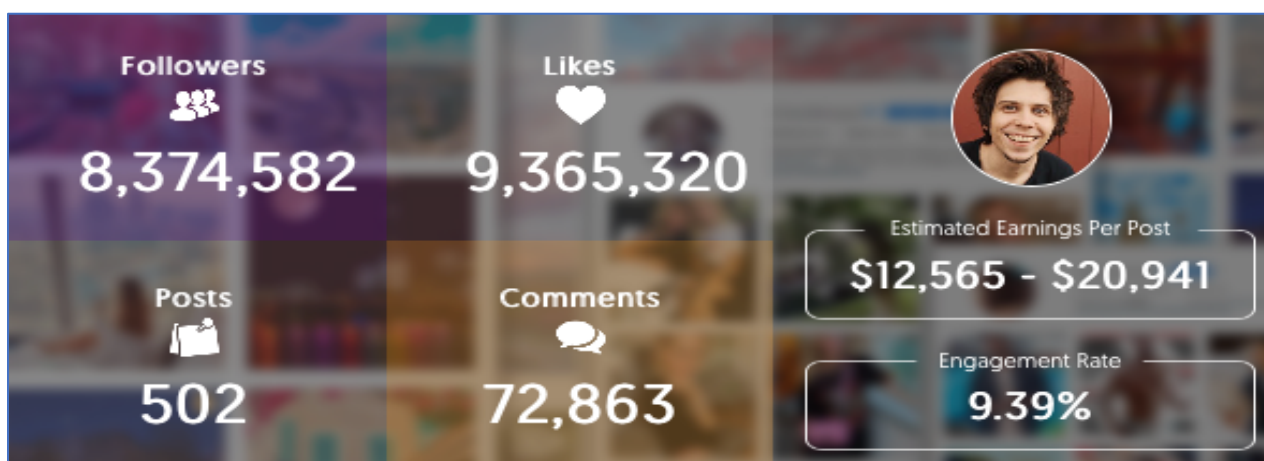 Followers
8,374,582
Likes
9,365,320
Posts
502
Comments
72,863
Estimated Earnings Per Post
$12,565 - $20,941
Engagement Rate
9.39%